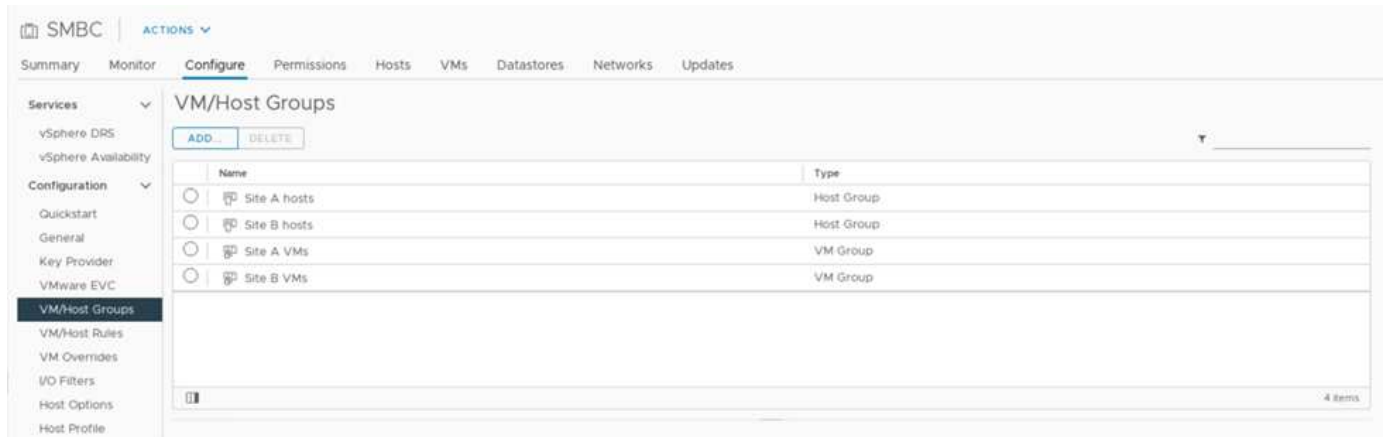 SMBC ACTIONS
Summary Monitor Configure Permissions Hosts VMs Datastores Networks Updates
Services
vSphere DRS
vSphere Availability
Configuration
Quickstart
General
Key Provider
VMware EVC
VM/Host Groups
VM/Host Rules
VM Overrides
I/O Filters
Host Options
Host Profile
VM/Host Groups
ADD... DELETE
Name Type
Site A hosts Host Group
Site B hosts Host Group
Site A VMs VM Group
Site B VMs VM Group
4 items